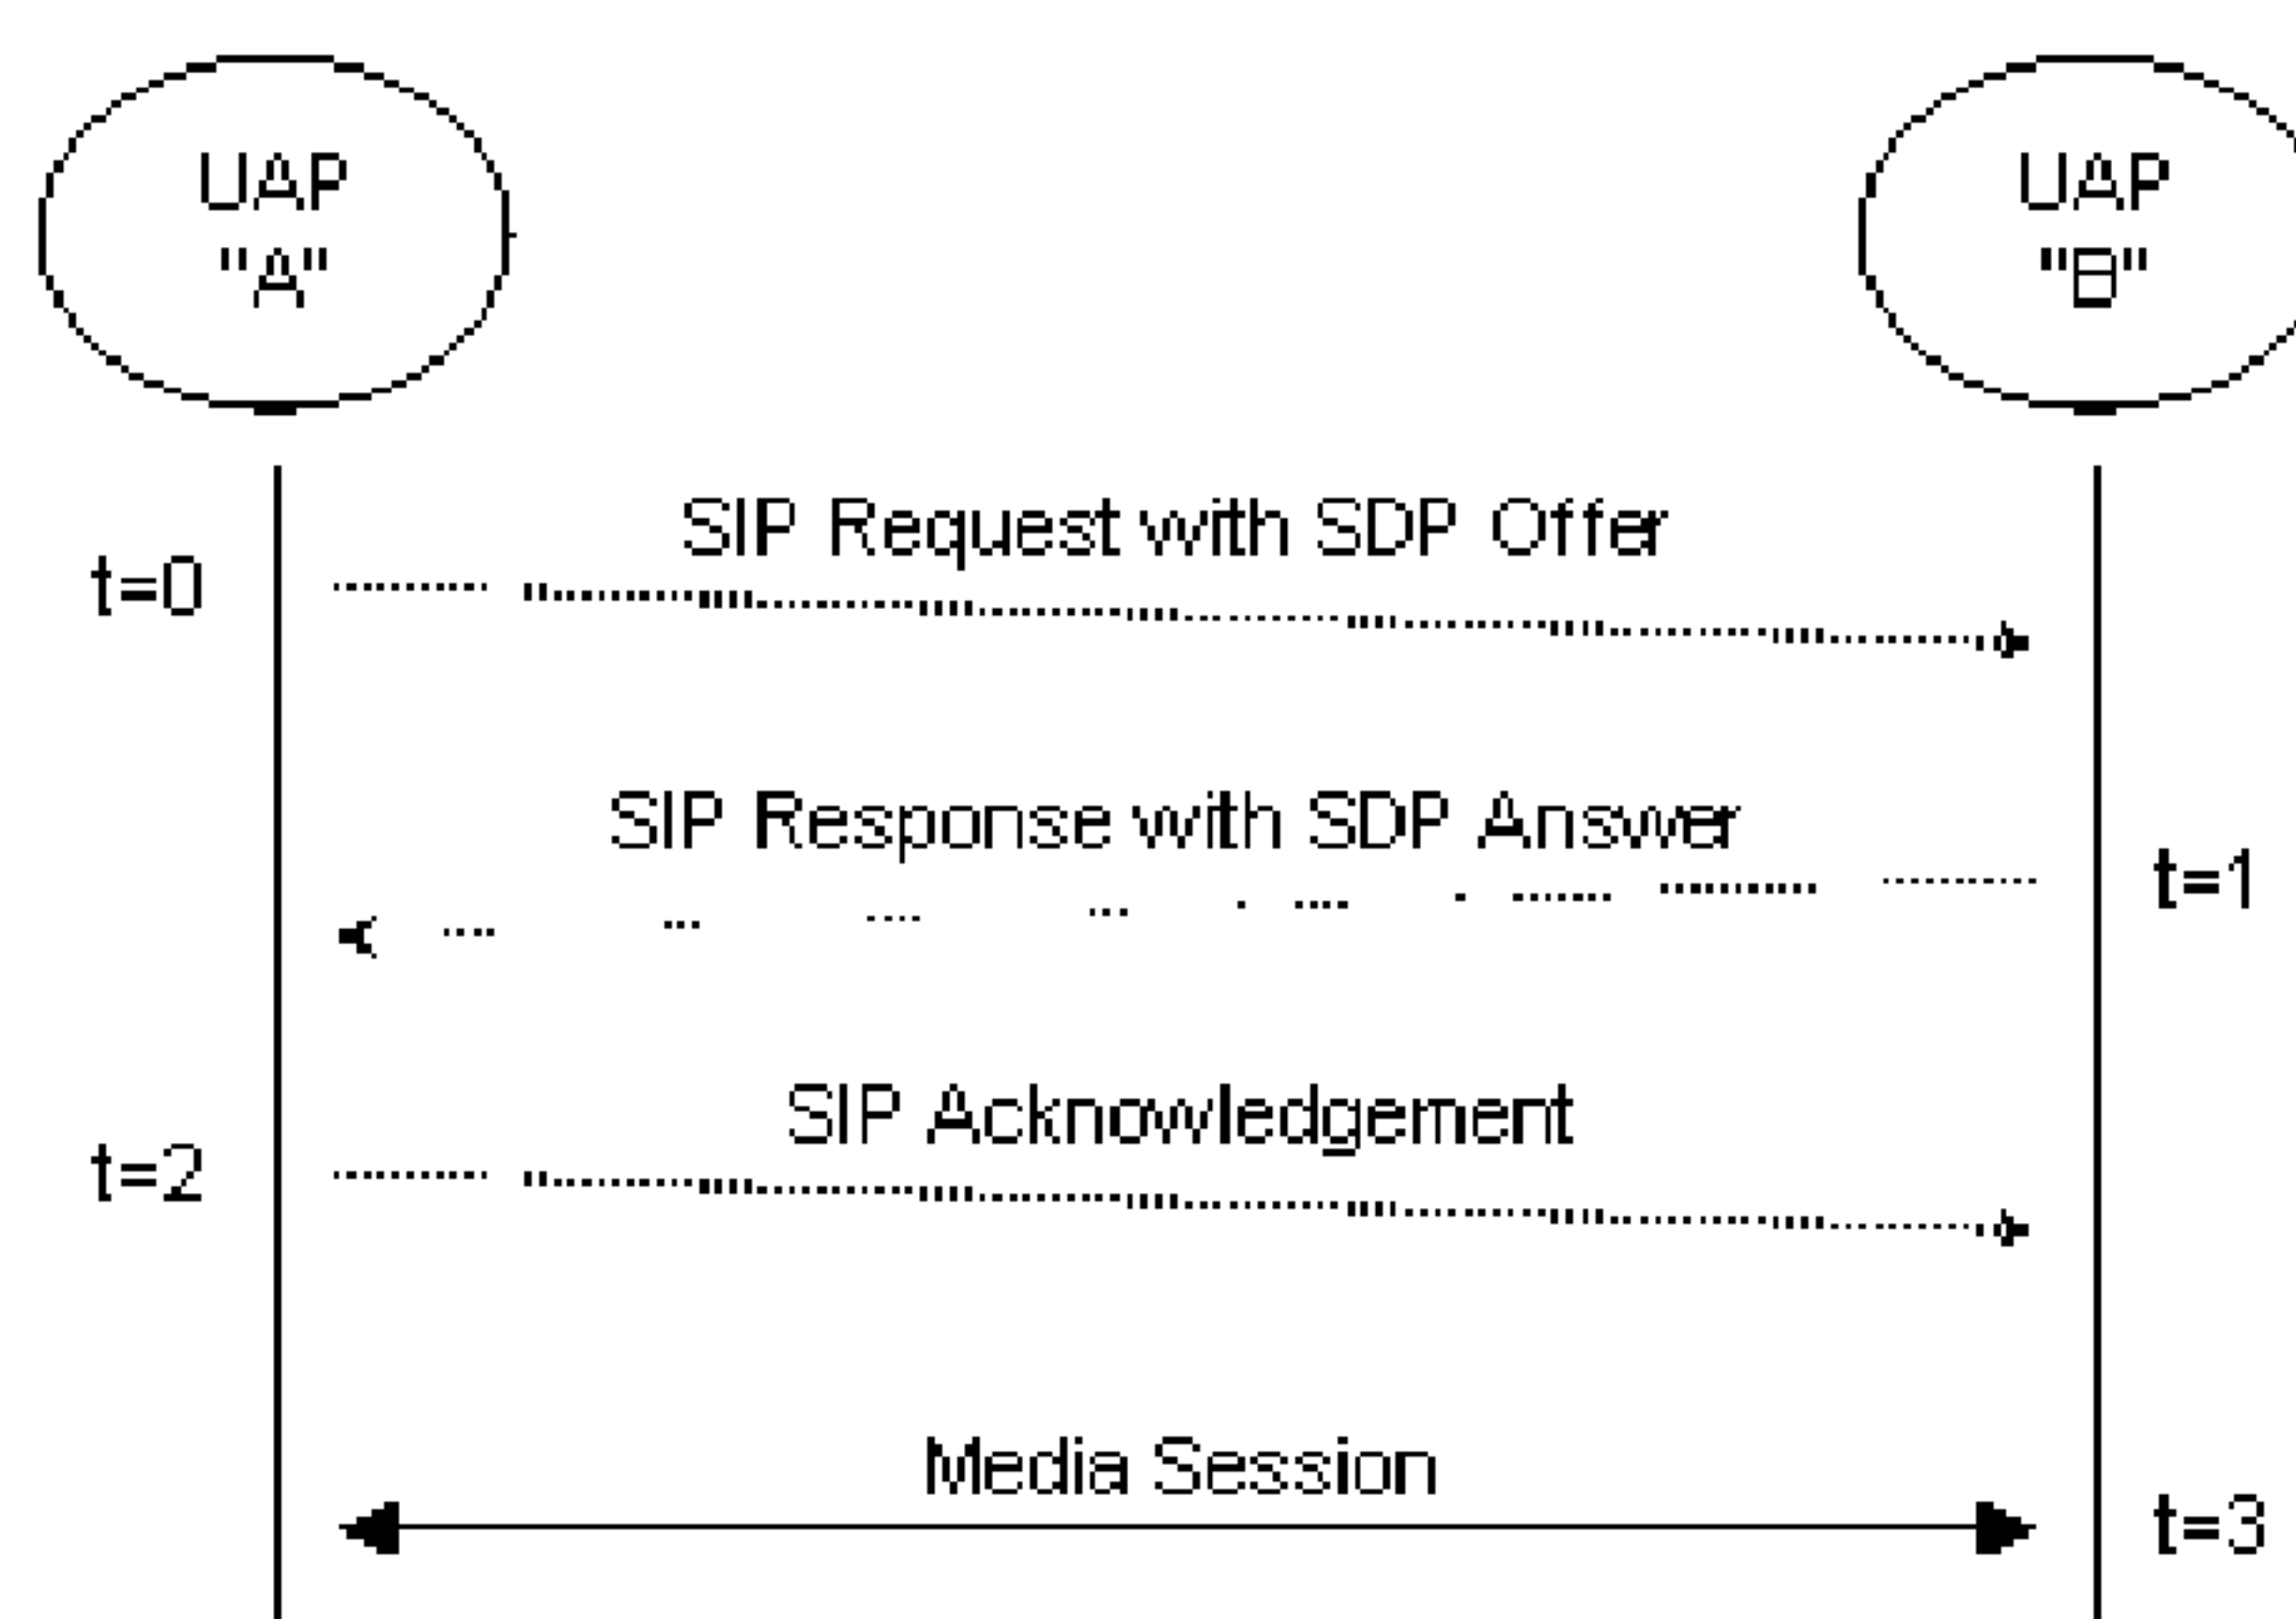 UAP
"A"
UAP
"B"
SIP Request with SDP Offer
t=0
SIP Response with SDP Answer
t=1
SIP Acknowledgement
t=2
Media Session
t=3